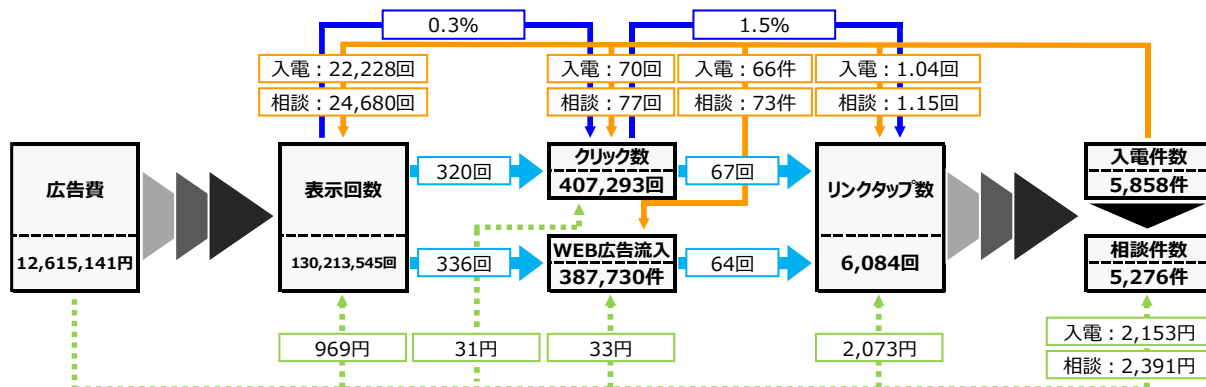 0.3%
1.5%
入電：22,228回
相談：24,680回
入電：70回
相談：77回
入電：66件
相談：73件
入電：1.04回
相談：1.15回
広告費
12,615,141円
表示回数
130,213,545回
320回
336回
クリック数
407,293回
WEB広告流入
387,730件
67回
64回
リンクタップ数
6,084回
入電件数
5,858件
相談件数
5,276件
969円
31円
33円
2,073円
入電：2,153円
相談：2,391円